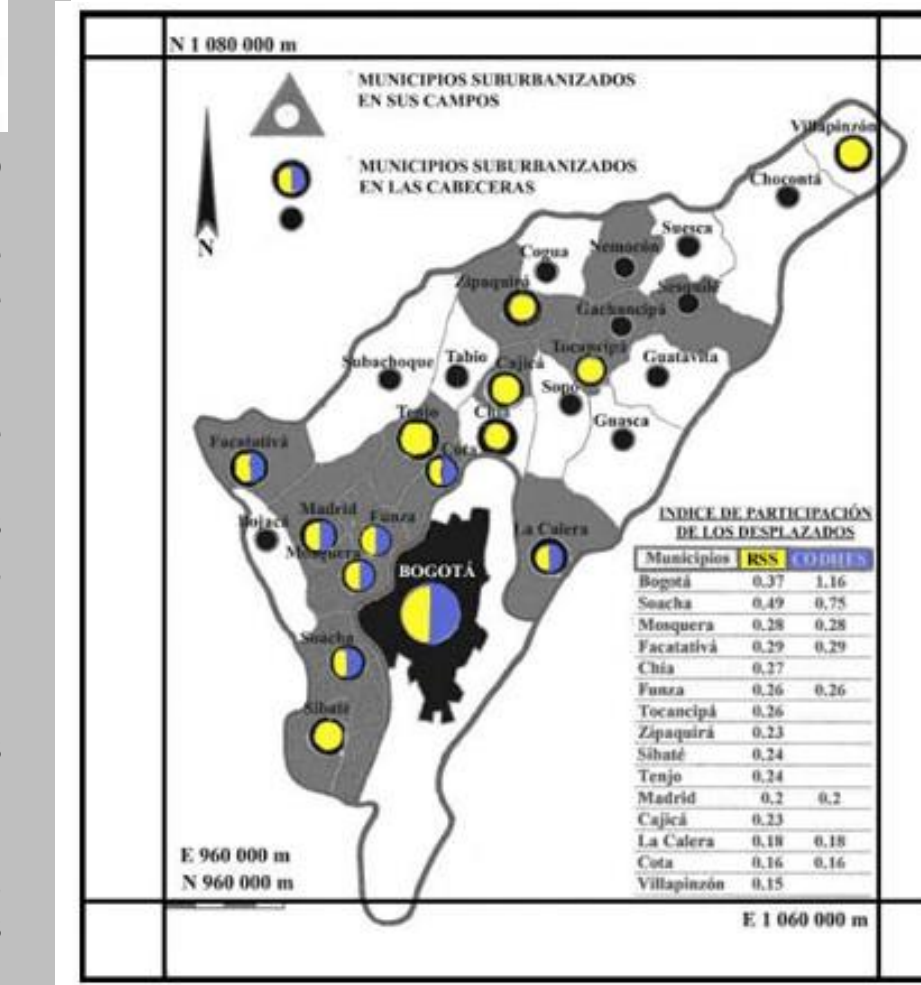 N 1 080 000 m
MUNICIPIOS SUBURBANIZADOS
EN SUS CAMPOS
MUNICIPIOS SUBURBANIZADOS
EN LAS CABECERAS
N
Villapinzón
Chocontá
Suesca
Nemocón
Cogua
Zipaquirá
Sesquilé
Gachancipá
Tocancipá
Guatavita
Subachoque
Tabio
Cajicá
Sopó
Tenjo
Chía
Guasca
Facatativá
Cota
Bojacá
Madrid
Funza
La Calera
Mosquera
BOGOTÁ
Soacha
Sibaté
INDICE DE PARTICIPACIÓN
DE LOS DESPLAZADOS
Municipios RSS CODHES
Bogotá 0.37 1.16
Soacha 0.49 0.75
Mosquera 0.28 0.28
Facatativá 0.29 0.29
Chía 0.27
Funza 0.26 0.26
Tocancipá 0.26
Zipaquirá 0.23
Sibaté 0.24
Tenjo 0.24
Madrid 0.2 0.2
Cajicá 0.23
La Calera 0.18 0.18
Cota 0.16 0.16
Villapinzón 0.15
E 960 000 m
N 960 000 m
E 1 060 000 m